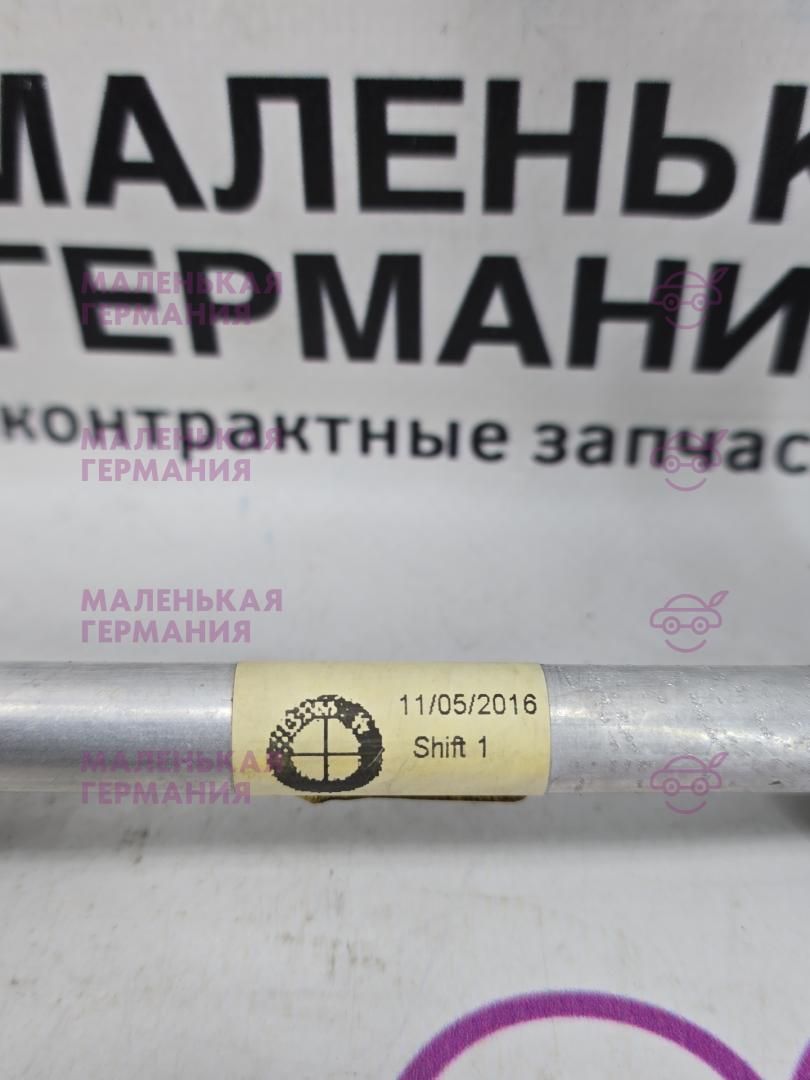 МАЛЕНЬК
ГЕРМАНИ
контрактные запчас
МАЛЕНЬКАЯ
ГЕРМАНИЯ
МАЛЕНЬКАЯ
ГЕРМАНИЯ
МАЛЕНЬКАЯ
ГЕРМАНИЯ
11/05/2016
Shift 1
МАЛЕНЬКАЯ
ГЕРМАНИЯ